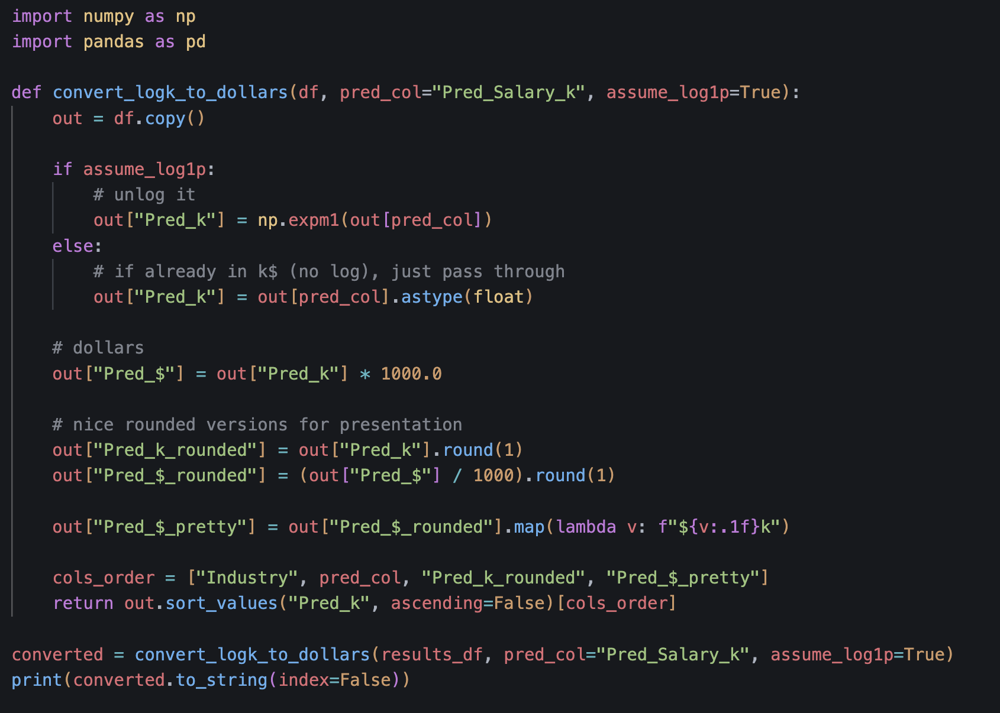 import numpy as np
import pandas as pd

def convert_logk_to_dollars(df, pred_col="Pred_Salary_k", assume_log1p=True):
    out = df.copy()

    if assume_log1p:
        # unlog it
        out["Pred_k"] = np.expm1(out[pred_col])
    else:
        # if already in k$ (no log), just pass through
        out["Pred_k"] = out[pred_col].astype(float)

    # dollars
    out["Pred_$"] = out["Pred_k"] * 1000.0

    # nice rounded versions for presentation
    out["Pred_k_rounded"] = out["Pred_k"].round(1)
    out["Pred_$_rounded"] = (out["Pred_$"] / 1000).round(1)

    out["Pred_$_pretty"] = out["Pred_$_rounded"].map(lambda v: f"${v:.1f}k")

    cols_order = ["Industry", pred_col, "Pred_k_rounded", "Pred_$_pretty"]
    return out.sort_values("Pred_k", ascending=False)[cols_order]

converted = convert_logk_to_dollars(results_df, pred_col="Pred_Salary_k", assume_log1p=True)
print(converted.to_string(index=False))